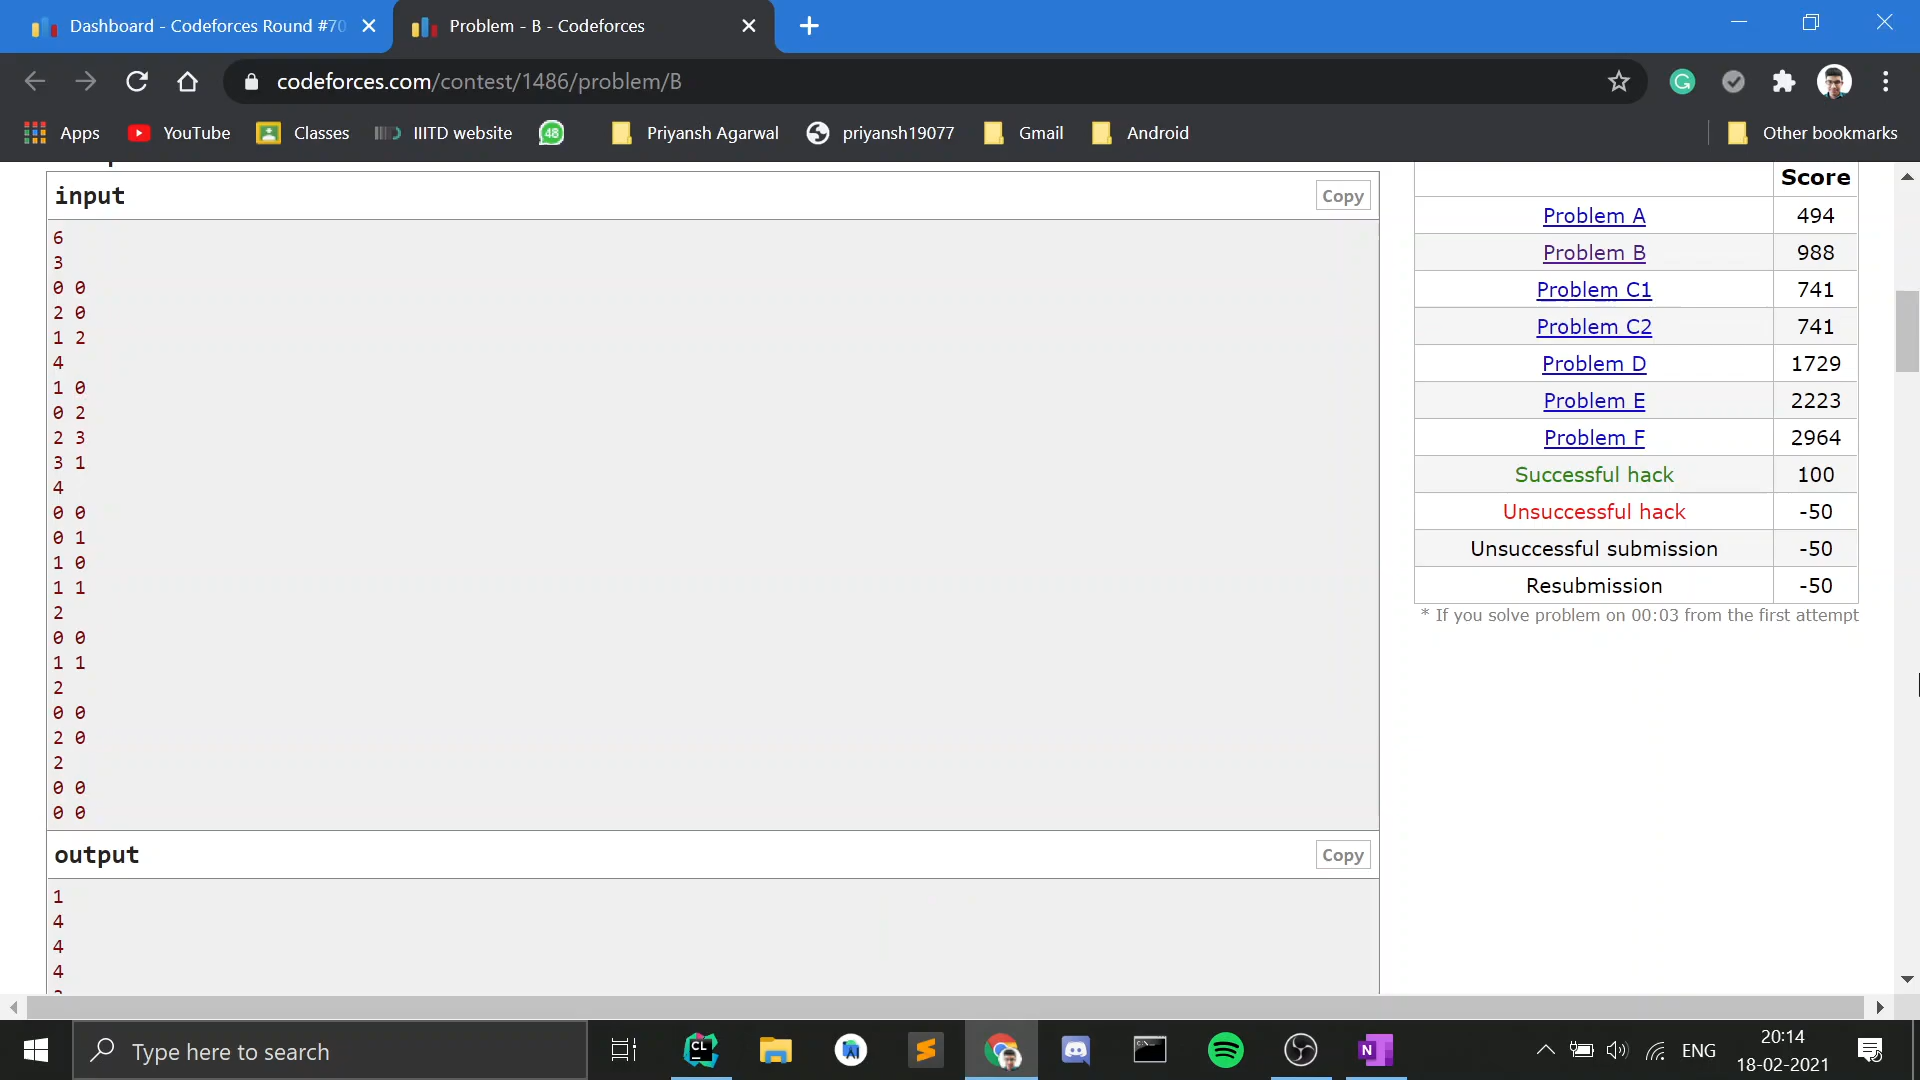 Dashboard - Codeforces Round #70
Problem - B - Codeforces
codeforces.com/contest/1486/problem/B
Apps
YouTube
Classes
IIITD website
48
Priyansh Agarwal
priyansh19077
Gmail
Android
Other bookmarks
input
Copy
6
3
0 0
2 0
1 2
4
1 0
0 2
2 3
3 1
4
0 0
0 1
1 0
1 1
2
0 0
1 1
2
0 0
2 0
2
0 0
0 0
output
Copy
1
4
4
4
Score
Problem A 494
Problem B 988
Problem C1 741
Problem C2 741
Problem D 1729
Problem E 2223
Problem F 2964
Successful hack 100
Unsuccessful hack -50
Unsuccessful submission -50
Resubmission -50
* If you solve problem on 00:03 from the first attempt
Type here to search
CL
N
ENG
20:14
18-02-2021